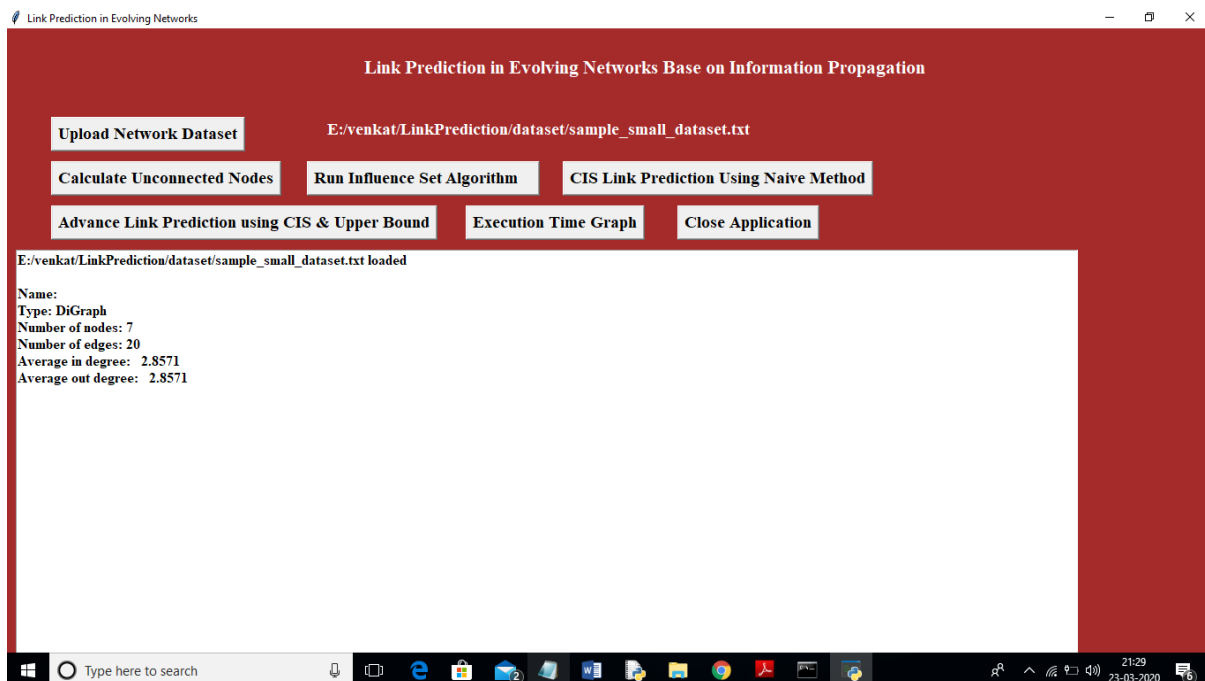 Link Prediction in Evolving Networks
Link Prediction in Evolving Networks Base on Information Propagation
Upload Network Dataset
E:/venkat/LinkPrediction/dataset/sample_small_dataset.txt
Calculate Unconnected Nodes
Run Influence Set Algorithm
CIS Link Prediction Using Naive Method
Advance Link Prediction using CIS & Upper Bound
Execution Time Graph
Close Application
E:/venkat/LinkPrediction/dataset/sample_small_dataset.txt loaded
Name:
Type: DiGraph
Number of nodes: 7
Number of edges: 20
Average in degree: 2.8571
Average out degree: 2.8571
Type here to search
2
21:29
23-03-2020
6